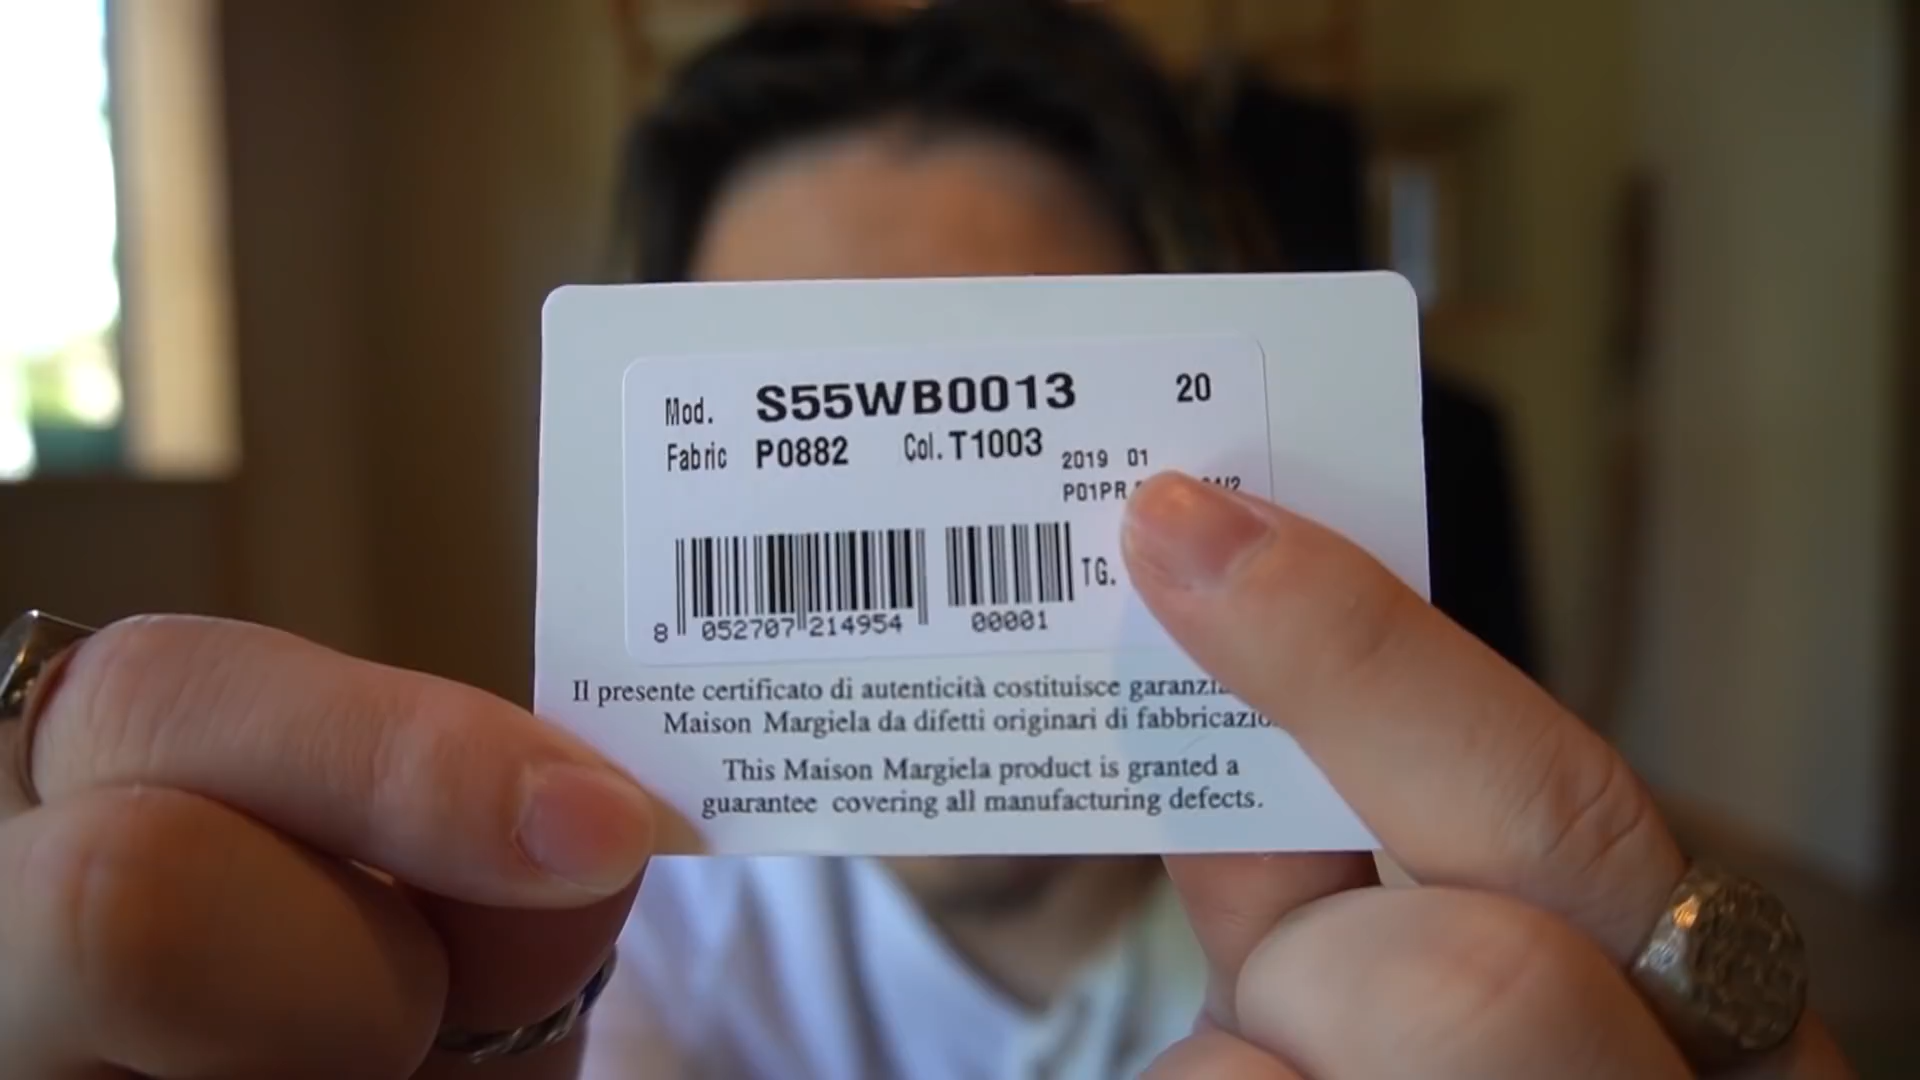 Mod. S55WB0013 20
Fabric P0882 Col. T1003 2019 01
P01PR
TG.
8 052707 214954 00001
Il presente certificato di autenticità costituisce
Maison Margiela da difetti originari di
This Maison Margiela product is granted a
guarantee covering all manufacturing defects.